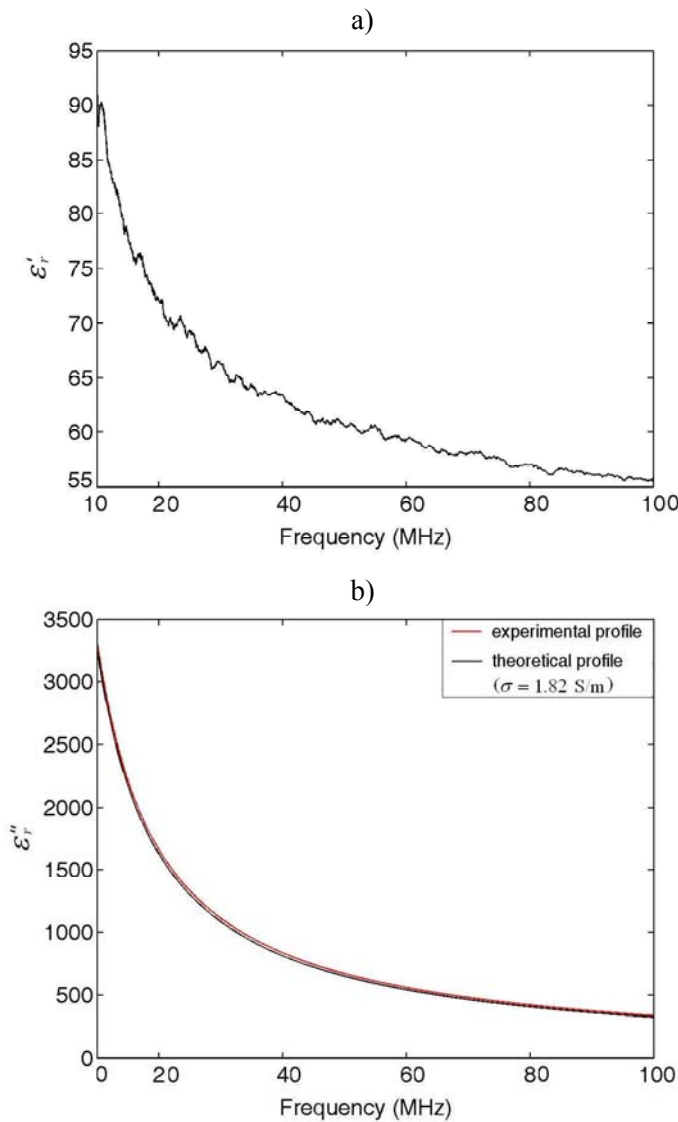 a)
95
90
85
80
75
70
65
60
55
ε'r
10 20 40 60 80 100
Frequency (MHz)
b)
3500
3000
2500
2000
1500
1000
500
0
ε''r
experimental profile
theoretical profile
(σ = 1.82 S/m)
0 20 40 60 80 100
Frequency (MHz)